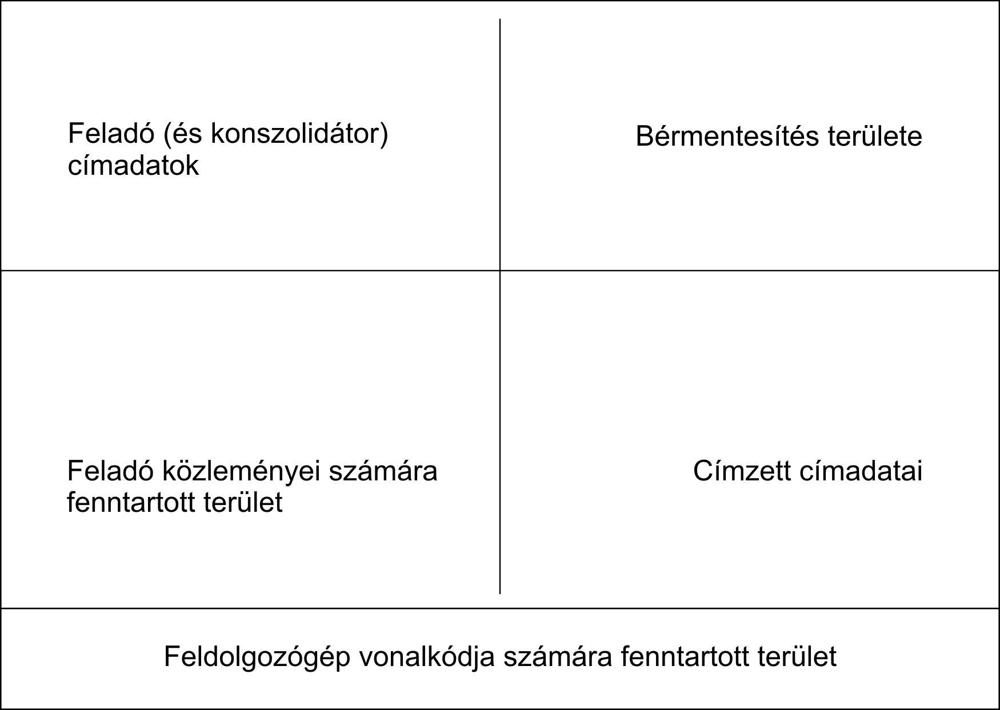 Feladó (és konszolidátor)
címadatok
Bérmentesítés területe
Feladó közleményei számára
fenntartott terület
Címzett címadatai
Feldolgozógép vonalkódja számára fenntartott terület